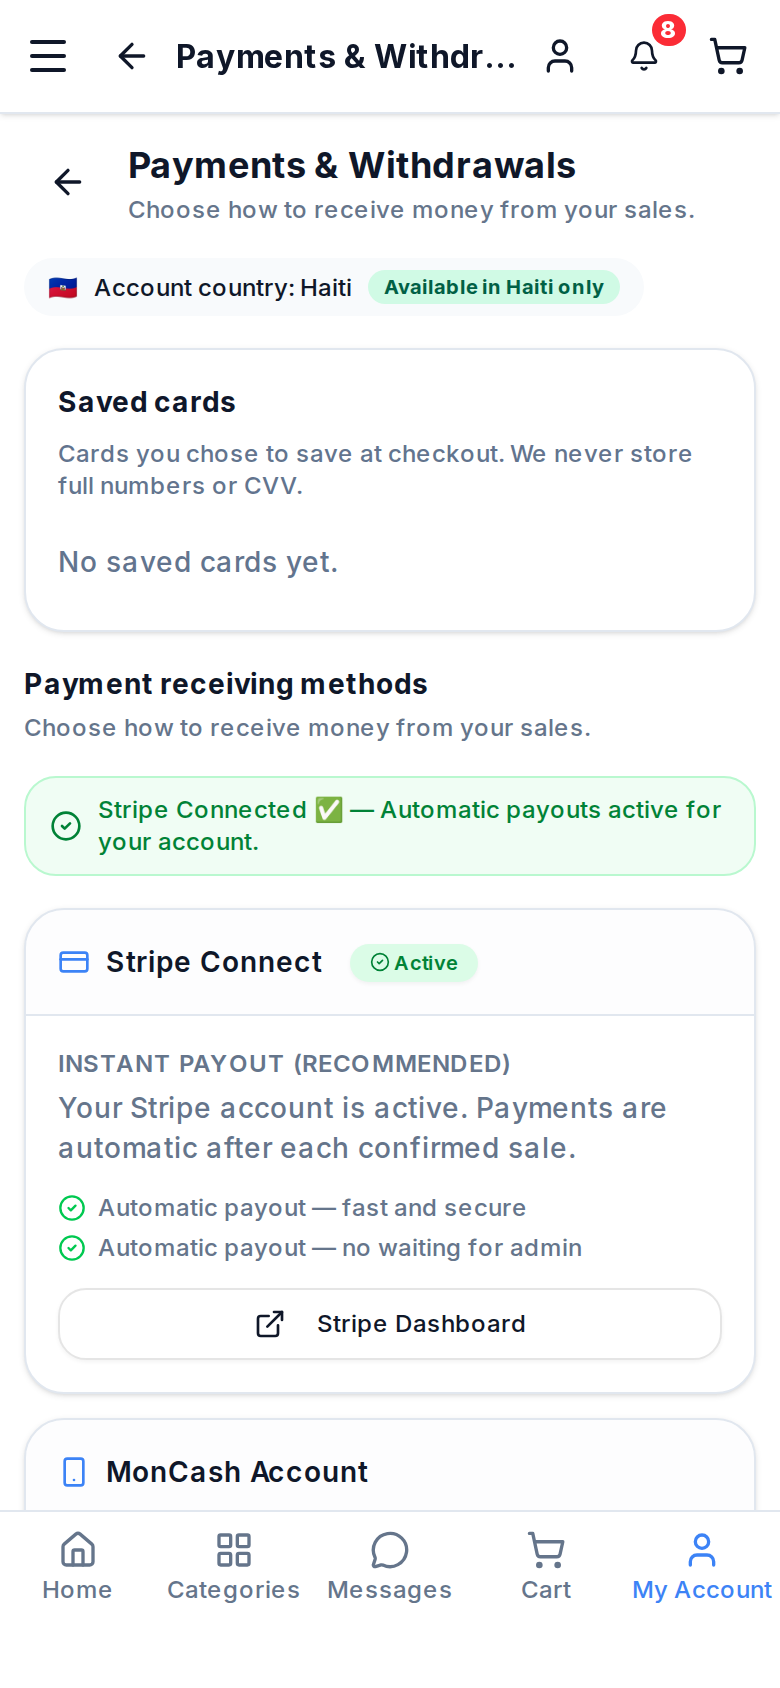 Payments & Withdr...
8
Payments & Withdrawals
Choose how to receive money from your sales.
🇭🇹 Account country: Haiti Available in Haiti only
Saved cards
Cards you chose to save at checkout. We never store
full numbers or CVV.
No saved cards yet.
Payment receiving methods
Choose how to receive money from your sales.
Stripe Connected ✅ — Automatic payouts active for
your account.
Stripe Connect Active
INSTANT PAYOUT (RECOMMENDED)
Your Stripe account is active. Payments are
automatic after each confirmed sale.
Automatic payout — fast and secure
Automatic payout — no waiting for admin
Stripe Dashboard
MonCash Account
Home Categories Messages Cart My Account